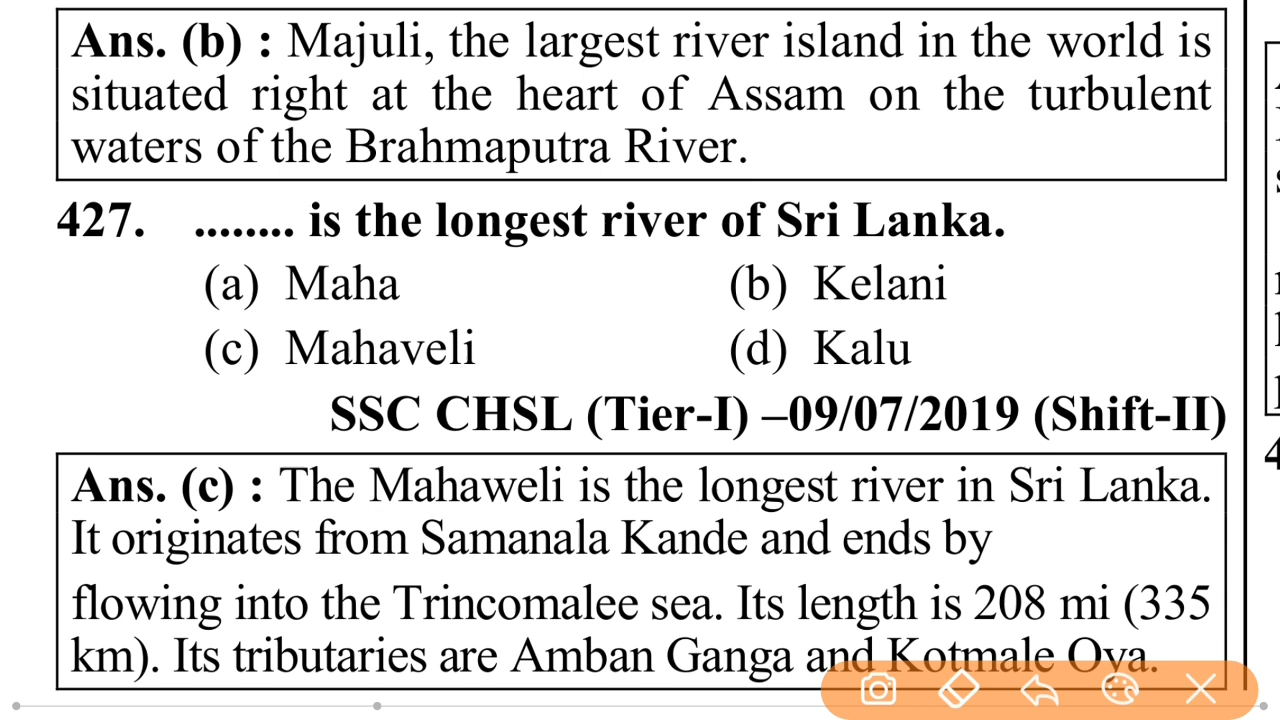 Ans. (b) : Majuli, the largest river island in the world is
situated right at the heart of Assam on the turbulent
waters of the Brahmaputra River.
427. ........ is the longest river of Sri Lanka.
(a) Maha (b) Kelani
(c) Mahaveli (d) Kalu
SSC CHSL (Tier-I) –09/07/2019 (Shift-II)
Ans. (c) : The Mahaweli is the longest river in Sri Lanka.
It originates from Samanala Kande and ends by
flowing into the Trincomalee sea. Its length is 208 mi (335
km). Its tributaries are Amban Ganga and Kotmale Oya.